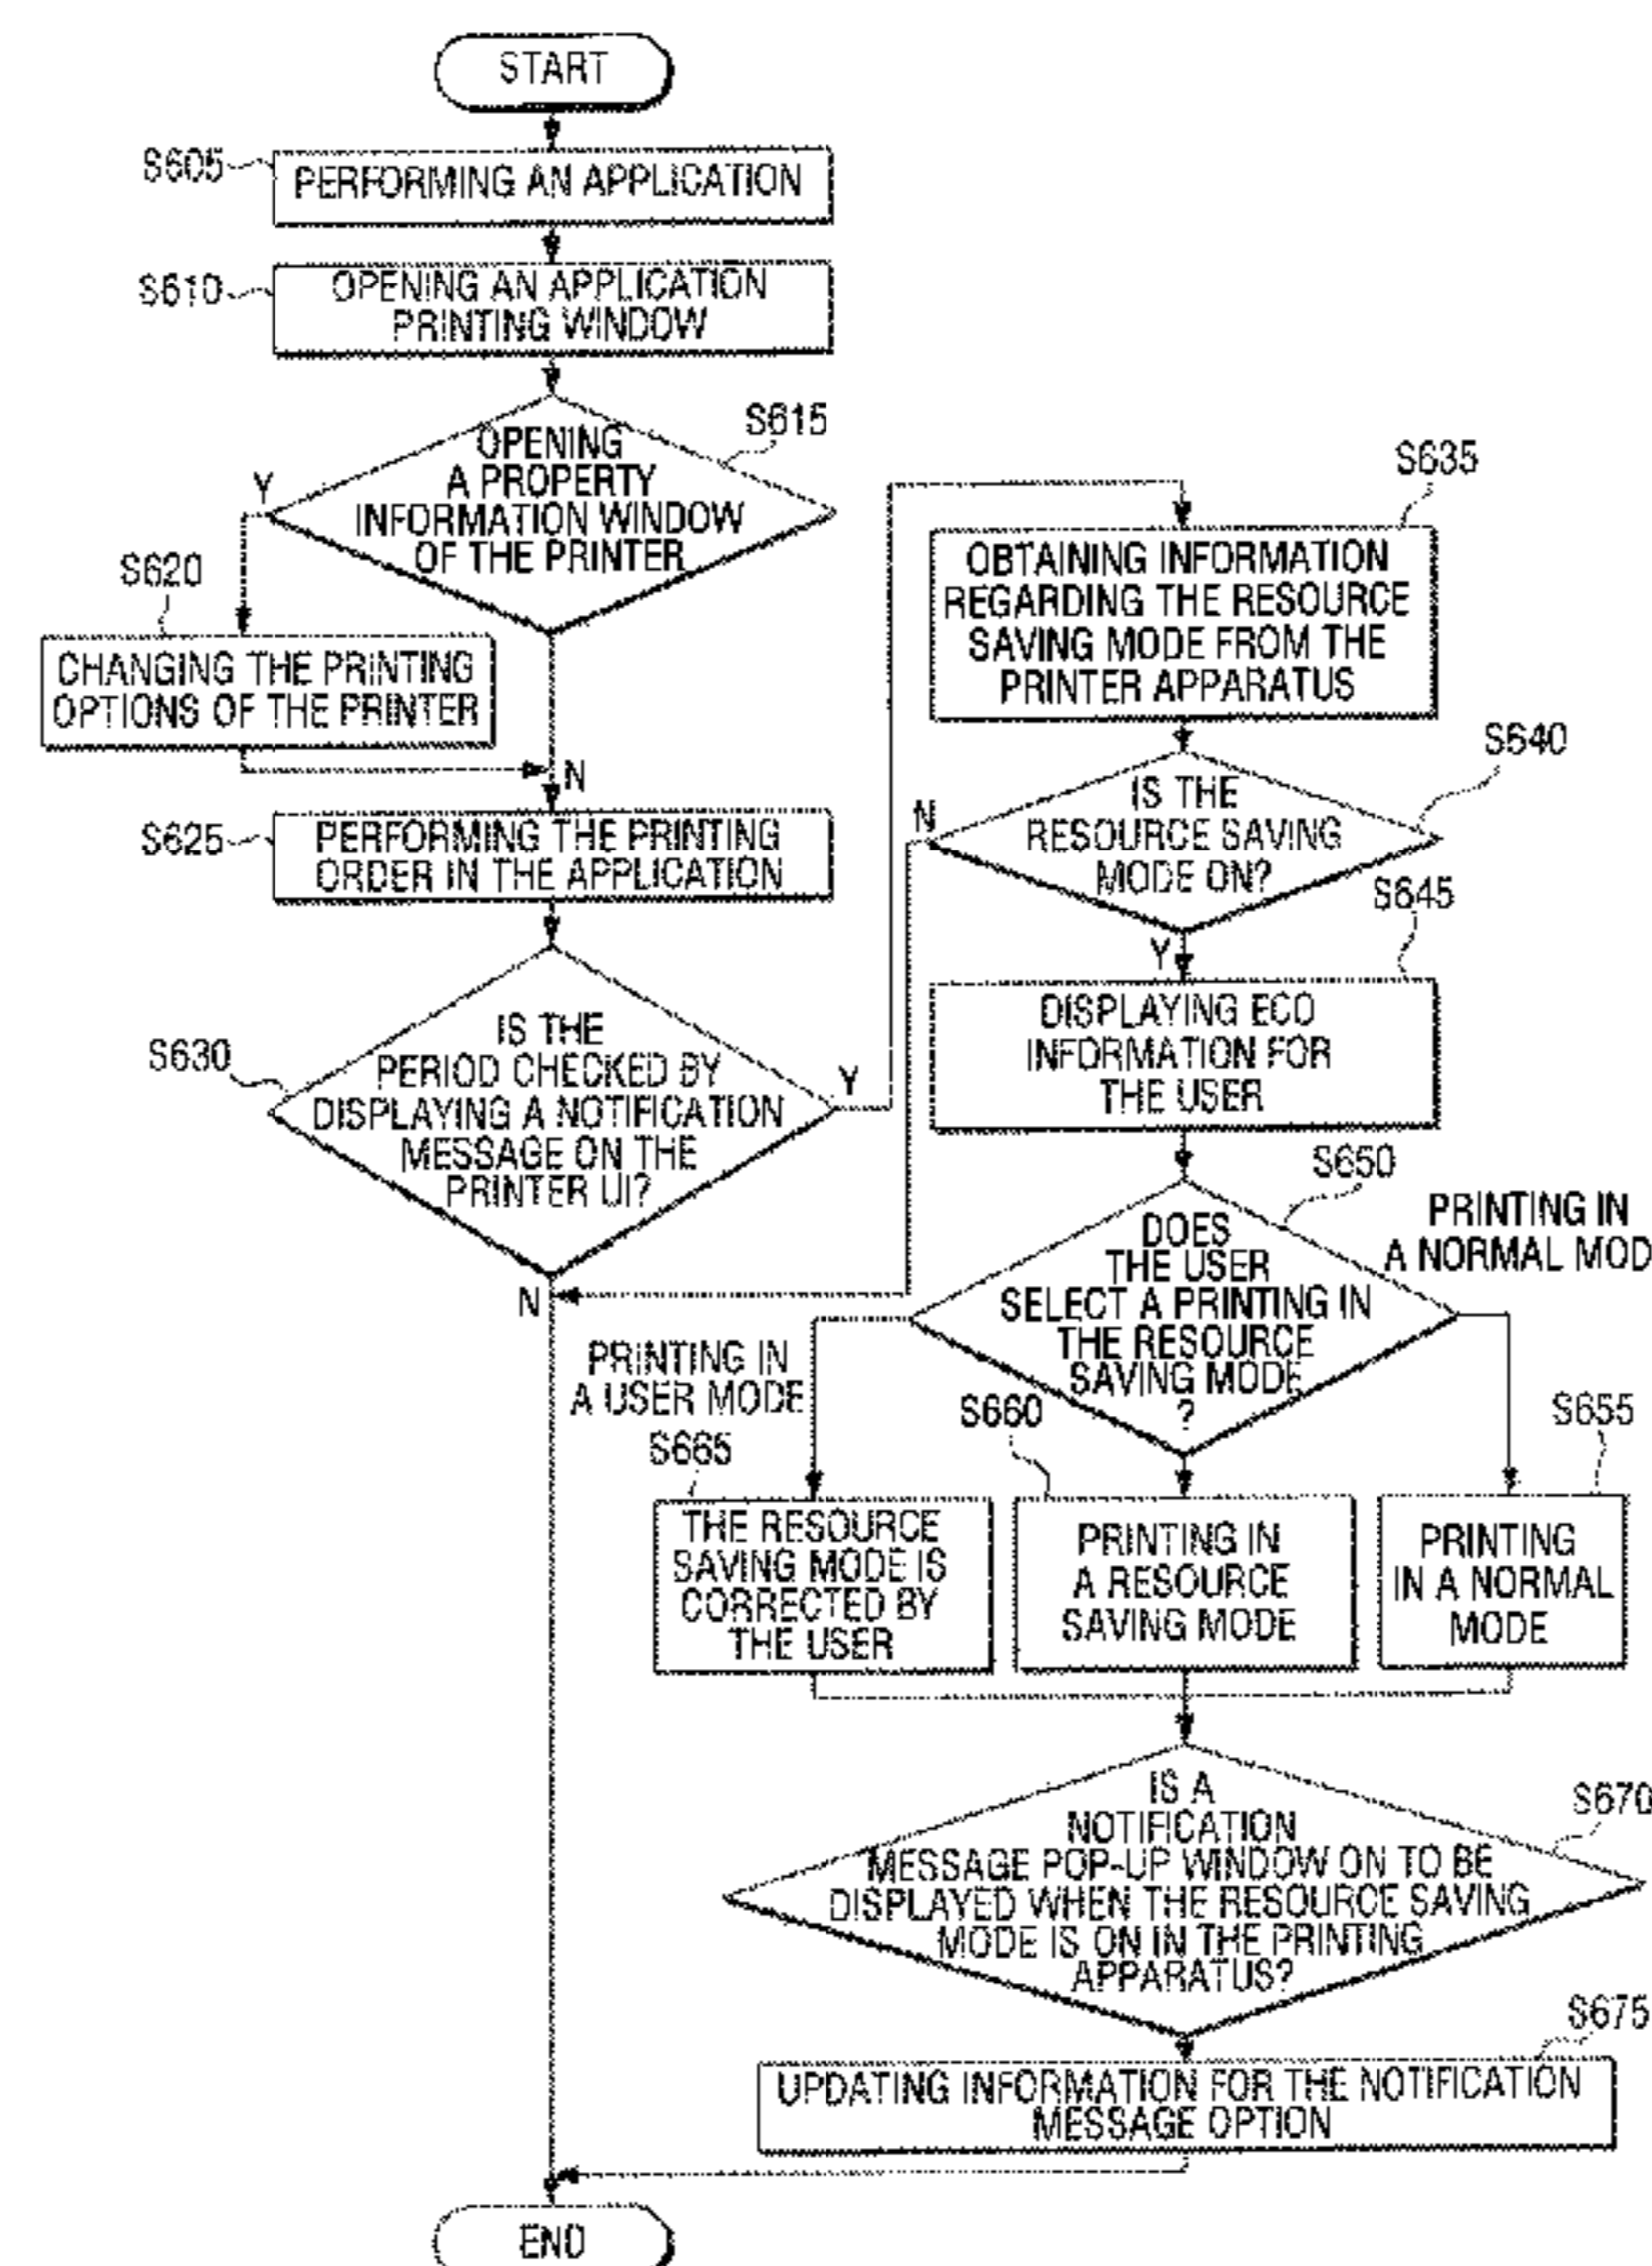 START
S605
PERFORMING AN APPLICATION
S610
OPENING AN APPLICATION
PRINTING WINDOW
S615
OPENING
A PROPERTY
INFORMATION WINDOW
OF THE PRINTER
Y
S620
CHANGING THE PRINTING
OPTIONS OF THE PRINTER
N
S625
PERFORMING THE PRINTING
ORDER IN THE APPLICATION
S630
IS THE
PERIOD CHECKED BY
DISPLAYING A NOTIFICATION
MESSAGE ON THE
PRINTER UI?
Y
N
S635
OBTAINING INFORMATION
REGARDING THE RESOURCE
SAVING MODE FROM THE
PRINTER APPARATUS
S640
IS THE
RESOURCE SAVING
MODE ON?
N
Y
S645
DISPLAYING ECO
INFORMATION FOR
THE USER
S650
DOES
THE USER
SELECT A PRINTING IN
THE RESOURCE
SAVING MODE
?
PRINTING IN
A NORMAL MOD
PRINTING IN
A USER MODE
S665
THE RESOURCE
SAVING MODE IS
CORRECTED BY
THE USER
S660
PRINTING IN
A RESOURCE
SAVING MODE
S655
PRINTING
IN A NORMAL
MODE
S670
IS A
NOTIFICATION
MESSAGE POP-UP WINDOW ON TO BE
DISPLAYED WHEN THE RESOURCE SAVING
MODE IS ON IN THE PRINTING
APPARATUS?
S675
UPDATING INFORMATION FOR THE NOTIFICATION
MESSAGE OPTION
END